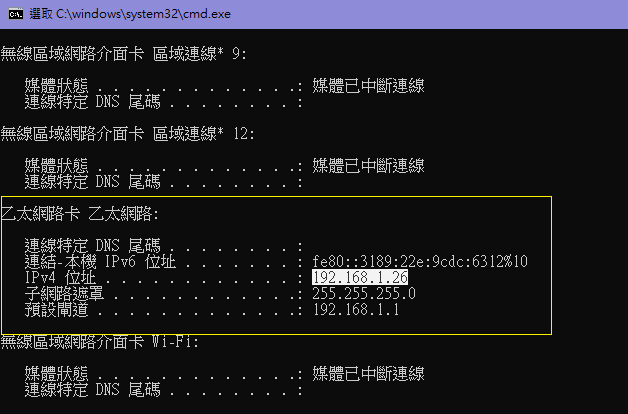 選取 C:\windows\system32\cmd.exe
無線區域網路介面卡 區域連線* 9:
媒體狀態 . . . . . . . . . . . . .: 媒體已中斷連線
連線特定 DNS 尾碼 . . . . . . . . .:
無線區域網路介面卡 區域連線* 12:
媒體狀態 . . . . . . . . . . . . .: 媒體已中斷連線
連線特定 DNS 尾碼 . . . . . . . . .:
乙太網路卡 乙太網路:
連線特定 DNS 尾碼 . . . . . . . . .:
連結-本機 IPv6 位址 . . . . . . . .: fe80::3189:22e:9cdc:6312%10
IPv4 位址 . . . . . . . . . . . . .: 192.168.1.26
子網路遮罩 . . . . . . . . . . . .: 255.255.255.0
預設閘道 . . . . . . . . . . . . .: 192.168.1.1
無線區域網路介面卡 Wi-Fi:
媒體狀態 . . . . . . . . . . . . .: 媒體已中斷連線
連線特定 DNS 尾碼 . . . . . . . . .: